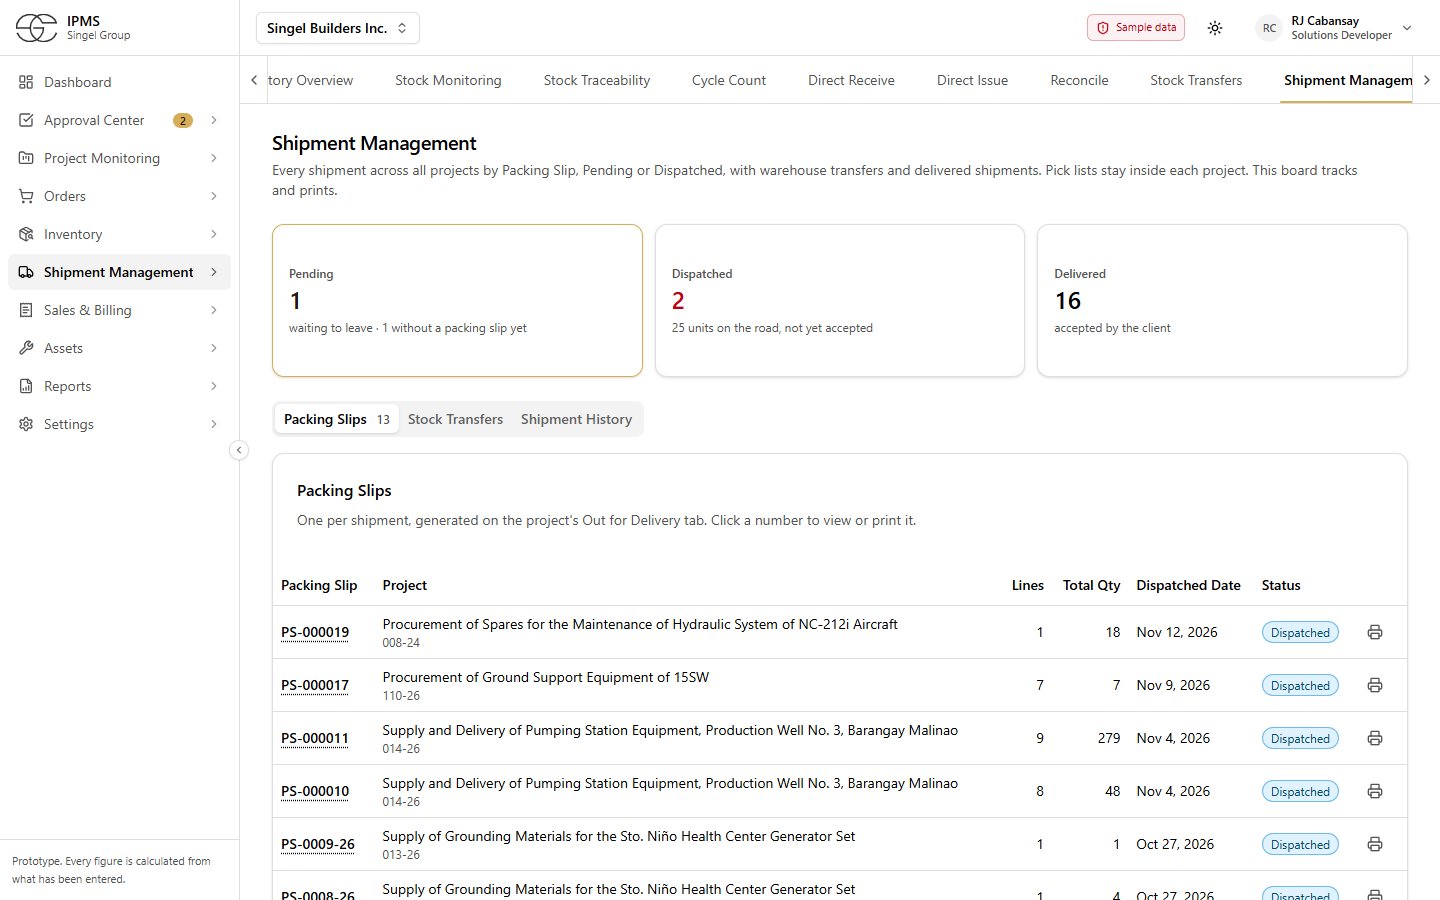 IPMS
Singel Group
Singel Builders Inc.
Sample data
RC
RJ Cabansay
Solutions Developer
Dashboard
Approval Center 2
Project Monitoring
Orders
Inventory
Shipment Management
Sales & Billing
Assets
Reports
Settings
Prototype. Every figure is calculated from
what has been entered.
tory Overview Stock Monitoring Stock Traceability Cycle Count Direct Receive Direct Issue Reconcile Stock Transfers Shipment Managem
Shipment Management
Every shipment across all projects by Packing Slip, Pending or Dispatched, with warehouse transfers and delivered shipments. Pick lists stay inside each project. This board tracks
and prints.
Pending
1
waiting to leave · 1 without a packing slip yet
Dispatched
2
25 units on the road, not yet accepted
Delivered
16
accepted by the client
Packing Slips 13 Stock Transfers Shipment History
Packing Slips
One per shipment, generated on the project's Out for Delivery tab. Click a number to view or print it.
Packing Slip Project Lines Total Qty Dispatched Date Status
PS-000019 Procurement of Spares for the Maintenance of Hydraulic System of NC-212i Aircraft 1 18 Nov 12, 2026 Dispatched
008-24
PS-000017 Procurement of Ground Support Equipment of 15SW 7 7 Nov 9, 2026 Dispatched
110-26
PS-000011 Supply and Delivery of Pumping Station Equipment, Production Well No. 3, Barangay Malinao 9 279 Nov 4, 2026 Dispatched
014-26
PS-000010 Supply and Delivery of Pumping Station Equipment, Production Well No. 3, Barangay Malinao 8 48 Nov 4, 2026 Dispatched
014-26
PS-0009-26 Supply of Grounding Materials for the Sto. Niño Health Center Generator Set 1 1 Oct 27, 2026 Dispatched
013-26
PS-0008-26 Supply of Grounding Materials for the Sto. Niño Health Center Generator Set 1 4 Oct 27, 2026 Dispatched